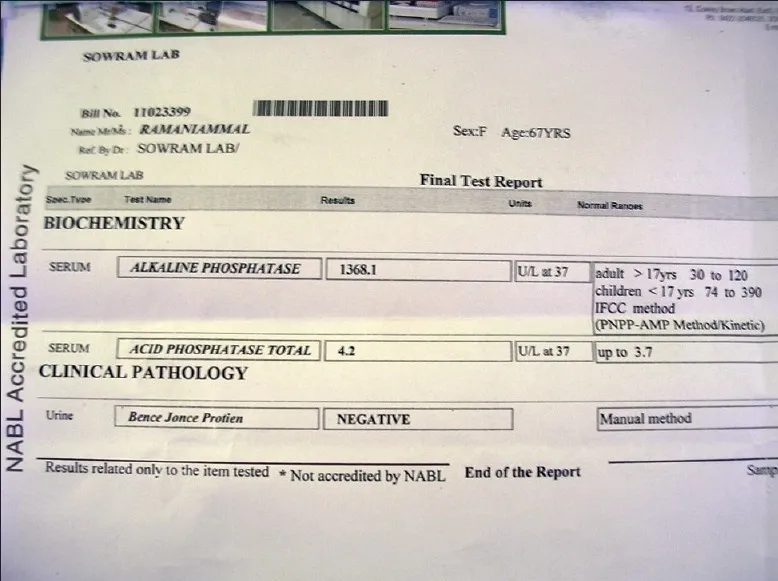 SOWRAM LAB
Bill No. 11023399
Name Mr/Ms: RAMANIAMMAL
Sex:F Age:67YRS
Ref. By Dr: SOWRAM LAB/
SOWRAM LAB
Final Test Report
Spec.Type Test Name Results Units Normal Ranges
BIOCHEMISTRY
SERUM ALKALINE PHOSPHATASE 1368.1 U/L at 37 adult > 17yrs 30 to 120
children < 17 yrs 74 to 390
IFCC method
(PNPP-AMP Method/Kinetic)
SERUM ACID PHOSPHATASE TOTAL 4.2 U/L at 37 up to 3.7
CLINICAL PATHOLOGY
Urine Bence Jonce Protien NEGATIVE Manual method
Results related only to the item tested * Not accredited by NABL End of the Report Samp
NABL Accredited Laboratory